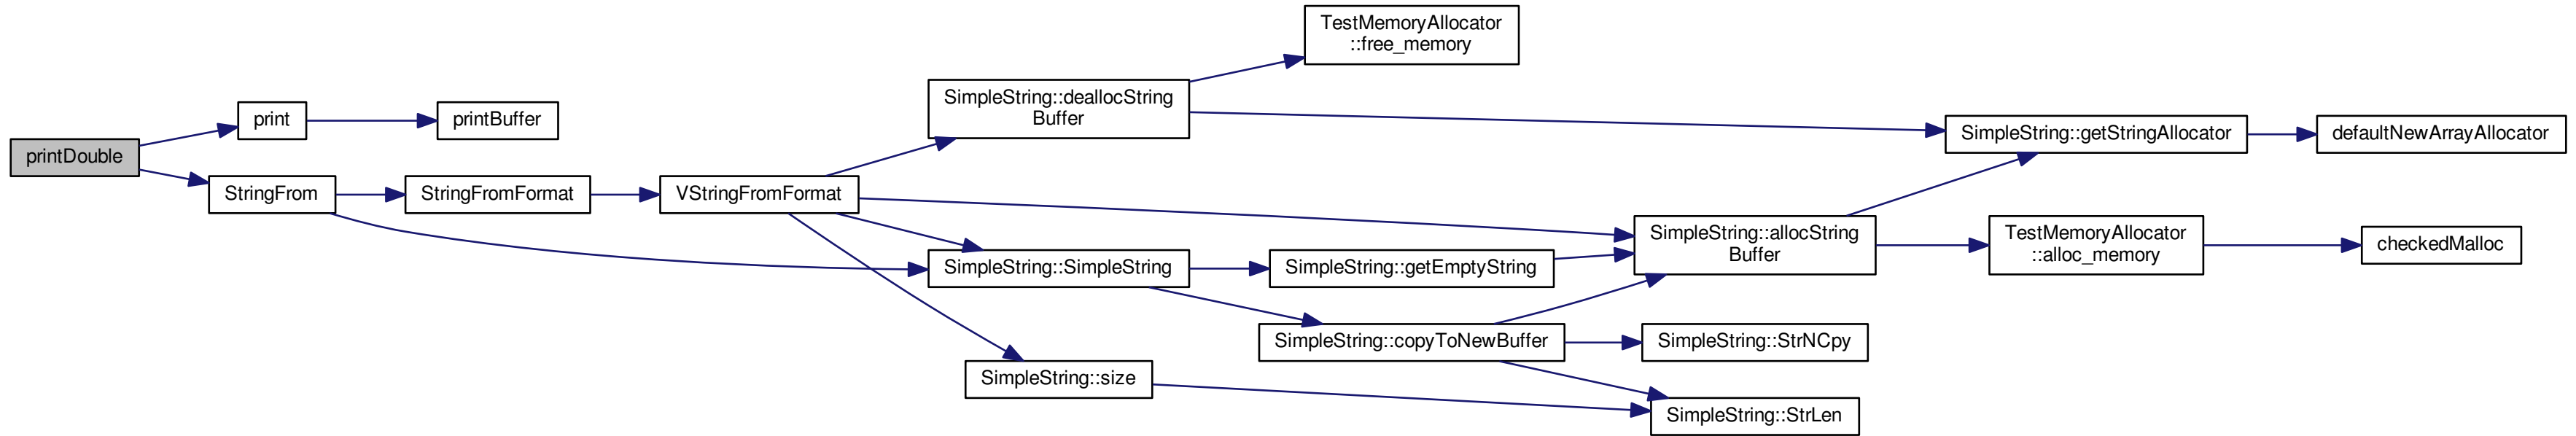 printDouble
print
printBuffer
StringFrom
StringFromFormat
VStringFromFormat
SimpleString::deallocString
Buffer
TestMemoryAllocator
::free_memory
SimpleString::SimpleString
SimpleString::size
SimpleString::getEmptyString
SimpleString::copyToNewBuffer
SimpleString::allocString
Buffer
SimpleString::StrNCpy
SimpleString::StrLen
SimpleString::getStringAllocator
TestMemoryAllocator
::alloc_memory
defaultNewArrayAllocator
checkedMalloc